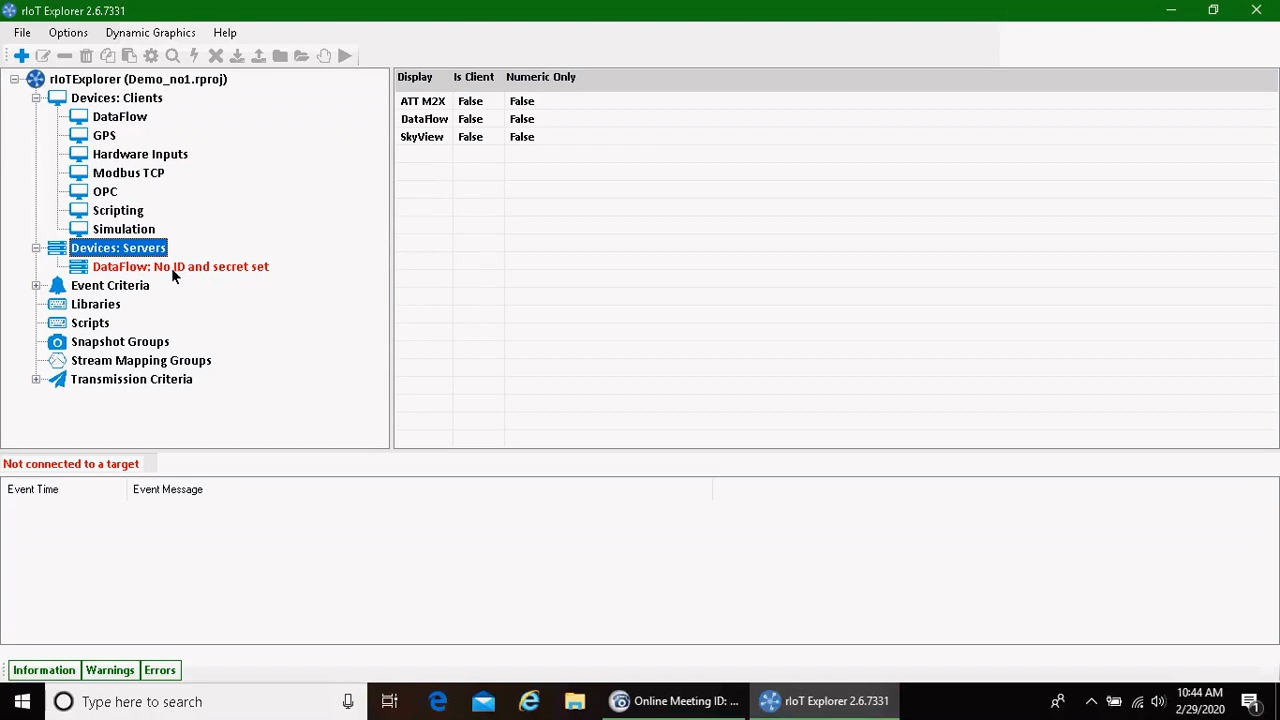 rIoT Explorer 2.6.7331
File Options Dynamic Graphics Help
rIoTExplorer (Demo_no1.rproj)
Devices: Clients
DataFlow
GPS
Hardware Inputs
Modbus TCP
OPC
Scripting
Simulation
Devices: Servers
DataFlow: No ID and secret set
Event Criteria
Libraries
Scripts
Snapshot Groups
Stream Mapping Groups
Transmission Criteria
Display Is Client Numeric Only
ATT M2X False False
DataFlow False False
SkyView False False
Not connected to a target
Event Time Event Message
Information Warnings Errors
Type here to search
Online Meeting ID: ...
rIoT Explorer 2.6.7331
10:44 AM
2/29/2020
1